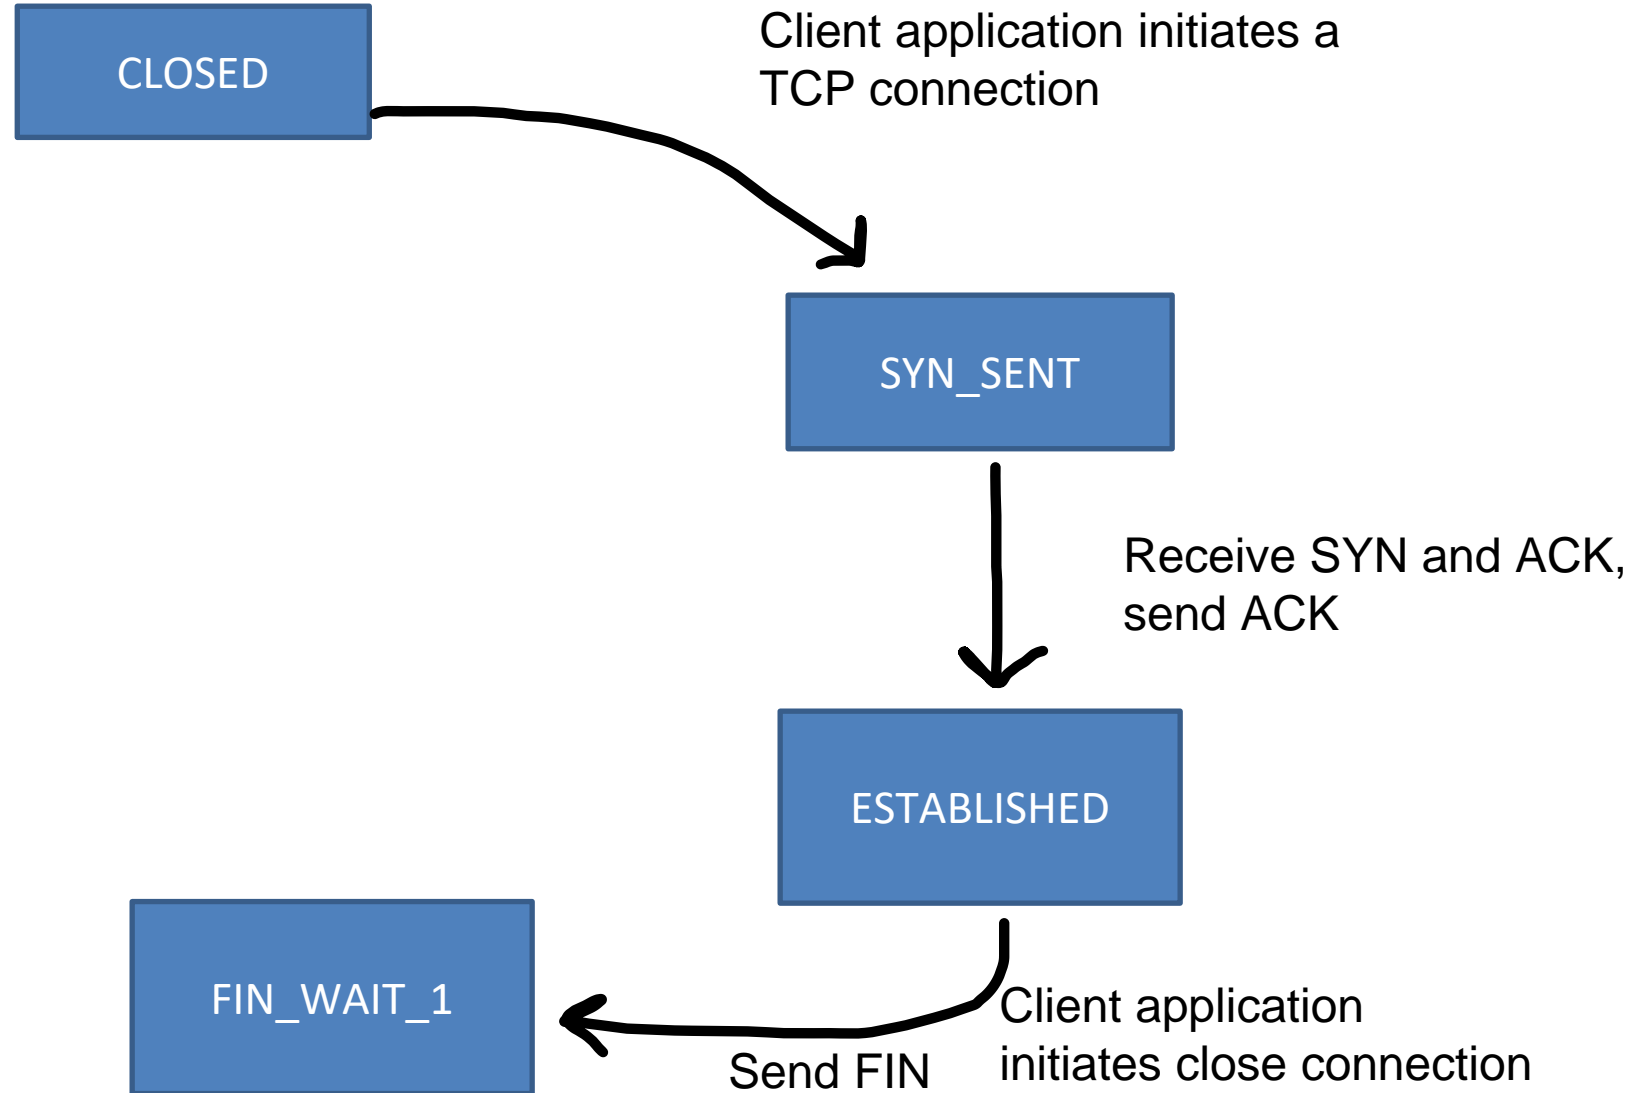 CLOSED
Client application initiates a
TCP connection
SYN_SENT
Receive SYN and ACK,
send ACK
ESTABLISHED
FIN_WAIT_1
Send FIN
Client application
initiates close connection